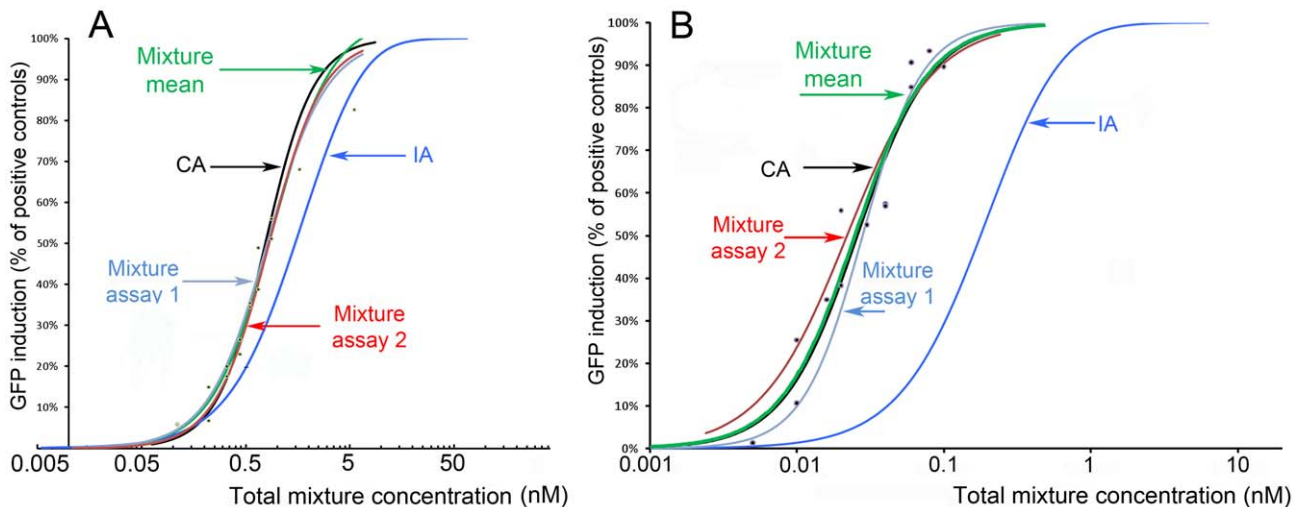 A
GFP induction (% of positive controls)
100%
90%
80%
70%
60%
50%
40%
30%
20%
10%
0%
Mixture
mean
CA
IA
Mixture
assay 1
Mixture
assay 2
0.005
0.05
0.5
5
50
Total mixture concentration (nM)
B
GFP induction (% of positive controls)
100%
90%
80%
70%
60%
50%
40%
30%
20%
10%
0%
Mixture
mean
IA
CA
Mixture
assay 2
Mixture
assay 1
0.001
0.01
0.1
1
10
Total mixture concentration (nM)